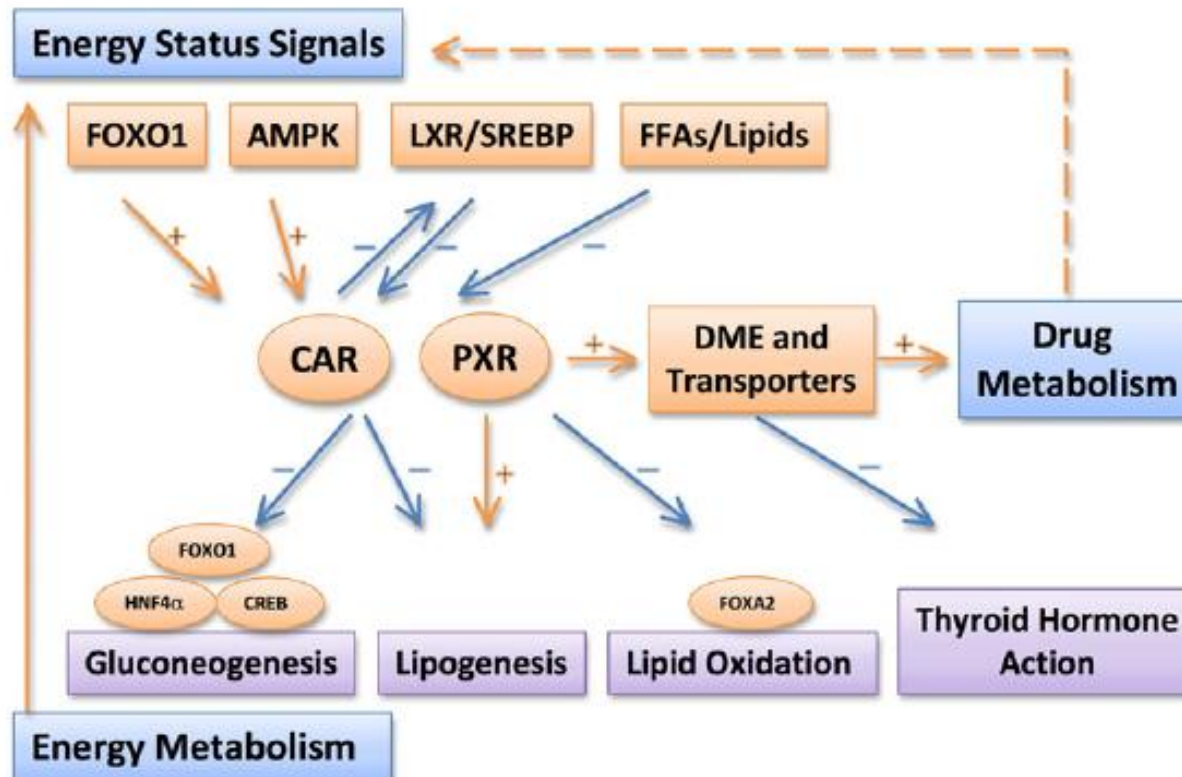 Energy Status Signals
FOXO1
AMPK
LXR/SREBP
FFAs/Lipids
+
+
–
–
–
CAR
PXR
+
DME and
Transporters
+
Drug
Metabolism
–
–
+
–
–
FOXO1
HNF4α
CREB
FOXA2
Gluconeogenesis
Lipogenesis
Lipid Oxidation
Thyroid Hormone
Action
Energy Metabolism